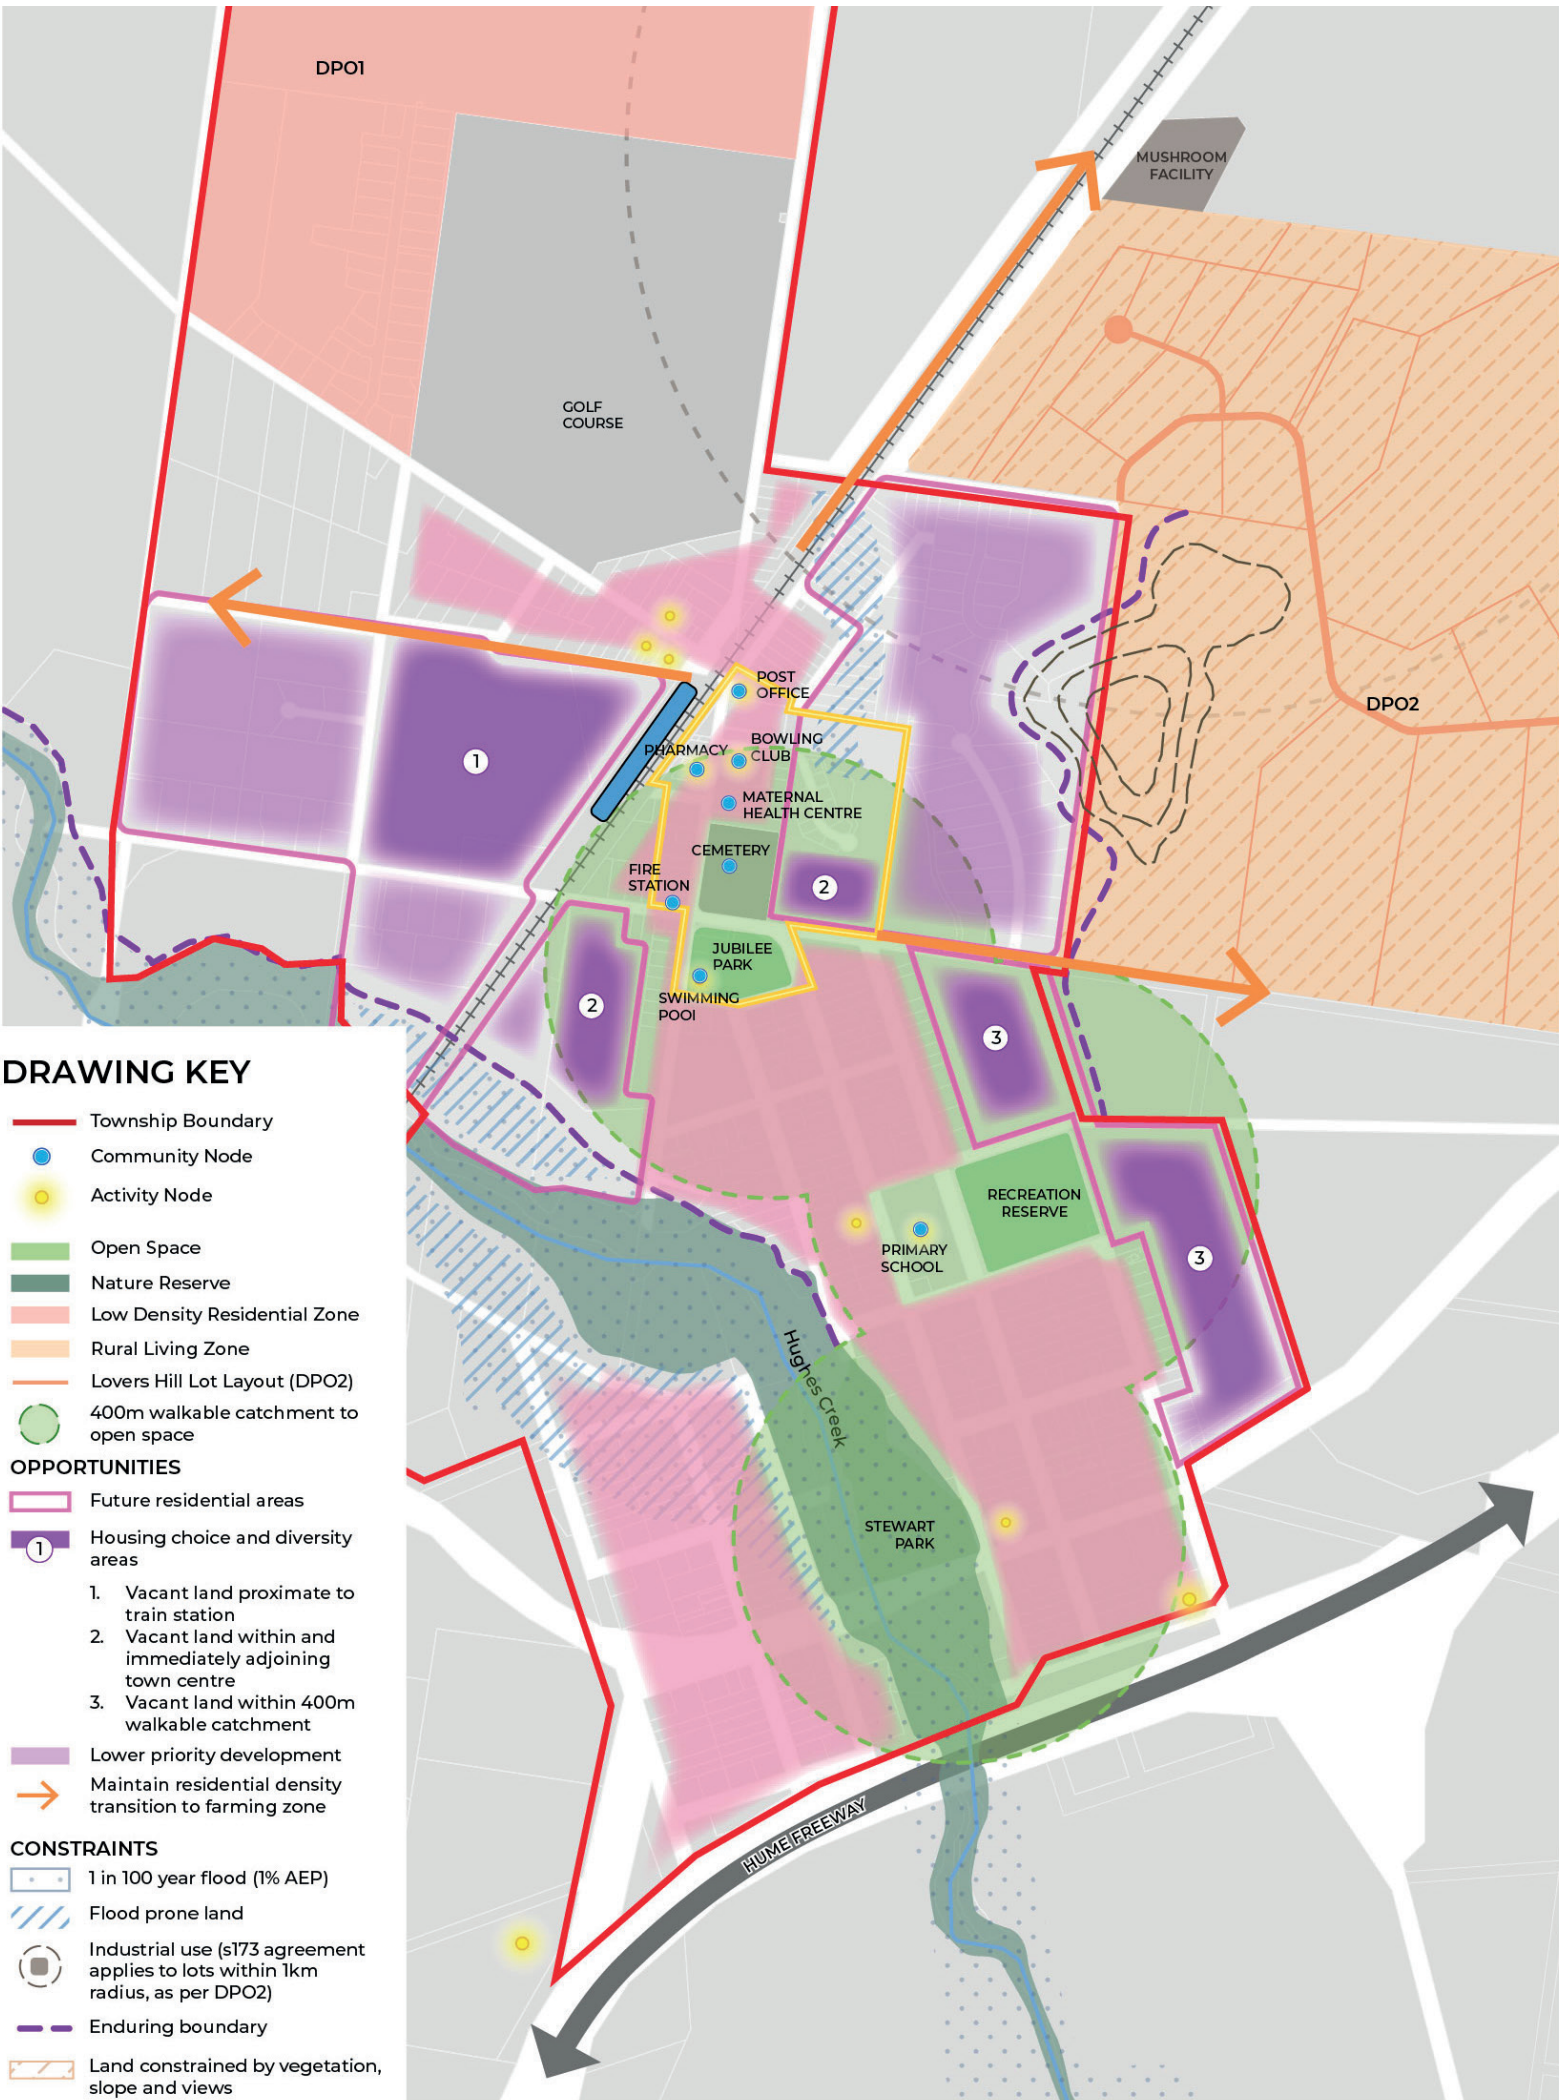 DPO1
MUSHROOM
FACILITY
GOLF
COURSE
DPO2
POST
OFFICE
BOWLING
CLUB
PHARMACY
MATERNAL
HEALTH CENTRE
1
CEMETERY
FIRE
STATION
2
JUBILEE
PARK
SWIMMING
POOl
2
3
RECREATION
RESERVE
PRIMARY
SCHOOL
3
Hughes Creek
STEWART
PARK
HUME FREEWAY
DRAWING KEY
Township Boundary
Community Node
Activity Node
Open Space
Nature Reserve
Low Density Residential Zone
Rural Living Zone
Lovers Hill Lot Layout (DPO2)
400m walkable catchment to
open space
OPPORTUNITIES
Future residential areas
1 Housing choice and diversity
areas
1. Vacant land proximate to
train station
2. Vacant land within and
immediately adjoining
town centre
3. Vacant land within 400m
walkable catchment
Lower priority development
Maintain residential density
transition to farming zone
CONSTRAINTS
1 in 100 year flood (1% AEP)
Flood prone land
Industrial use (s173 agreement
applies to lots within 1km
radius, as per DPO2)
Enduring boundary
Land constrained by vegetation,
slope and views